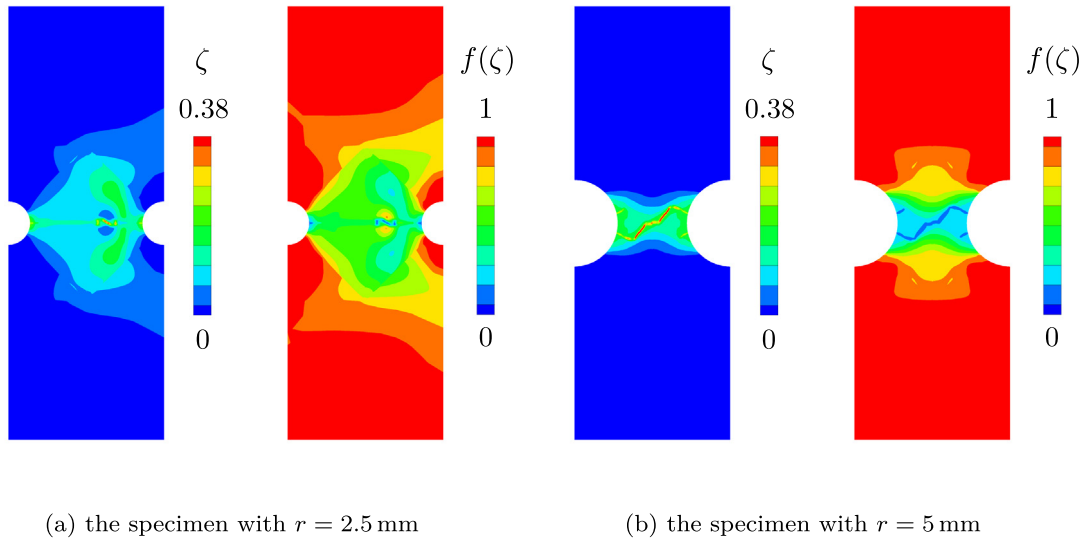 ζ f(ζ) ζ f(ζ)
0.38 1 0.38 1
0 0 0 0
(a) the specimen with r = 2.5 mm (b) the specimen with r = 5 mm